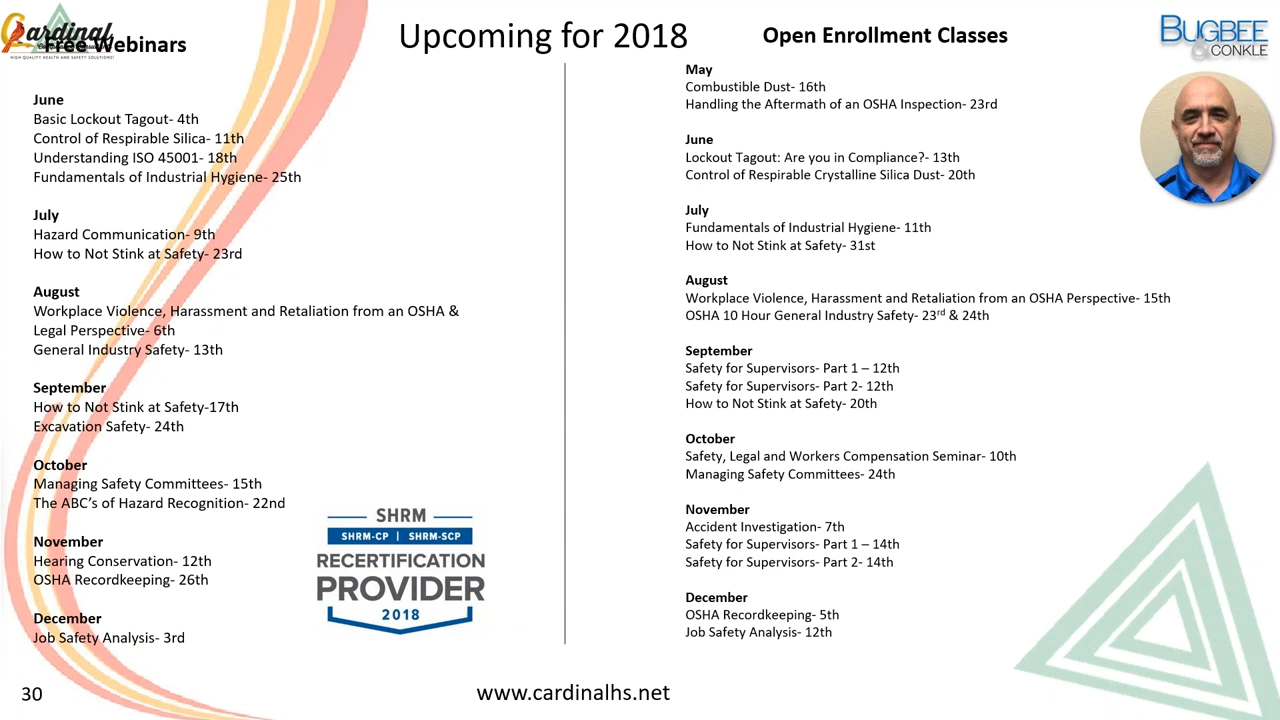 Cardinal
HIGH QUALITY HEALTH AND SAFETY SOLUTIONS!
Free Webinars
Upcoming for 2018
Open Enrollment Classes
BUGBEE
& CONKLE
June
Basic Lockout Tagout- 4th
Control of Respirable Silica- 11th
Understanding ISO 45001- 18th
Fundamentals of Industrial Hygiene- 25th
July
Hazard Communication- 9th
How to Not Stink at Safety- 23rd
August
Workplace Violence, Harassment and Retaliation from an OSHA &
Legal Perspective- 6th
General Industry Safety- 13th
September
How to Not Stink at Safety-17th
Excavation Safety- 24th
October
Managing Safety Committees- 15th
The ABC’s of Hazard Recognition- 22nd
November
Hearing Conservation- 12th
OSHA Recordkeeping- 26th
December
Job Safety Analysis- 3rd
SHRM
SHRM-CP | SHRM-SCP
RECERTIFICATION
PROVIDER
2018
May
Combustible Dust- 16th
Handling the Aftermath of an OSHA Inspection- 23rd
June
Lockout Tagout: Are you in Compliance?- 13th
Control of Respirable Crystalline Silica Dust- 20th
July
Fundamentals of Industrial Hygiene- 11th
How to Not Stink at Safety- 31st
August
Workplace Violence, Harassment and Retaliation from an OSHA Perspective- 15th
OSHA 10 Hour General Industry Safety- 23rd & 24th
September
Safety for Supervisors- Part 1 – 12th
Safety for Supervisors- Part 2- 12th
How to Not Stink at Safety- 20th
October
Safety, Legal and Workers Compensation Seminar- 10th
Managing Safety Committees- 24th
November
Accident Investigation- 7th
Safety for Supervisors- Part 1 – 14th
Safety for Supervisors- Part 2- 14th
December
OSHA Recordkeeping- 5th
Job Safety Analysis- 12th
30
www.cardinalhs.net